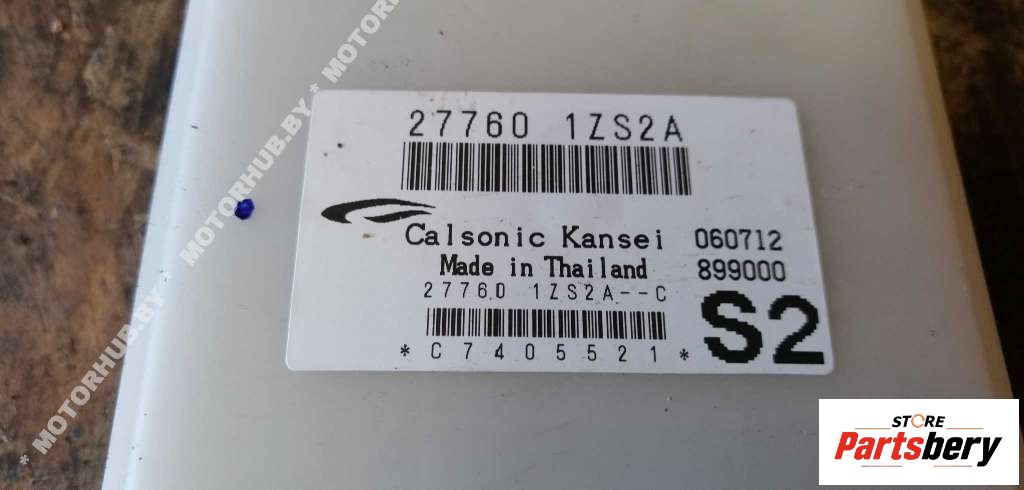 27760 1ZS2A
Calsonic Kansei 060712
Made in Thailand 899000
27760 1ZS2A--C
S2
*C7405521*
* MOTORHUB.BY * MOTORHUB.BY * MOTOR
STORE
Partsbery